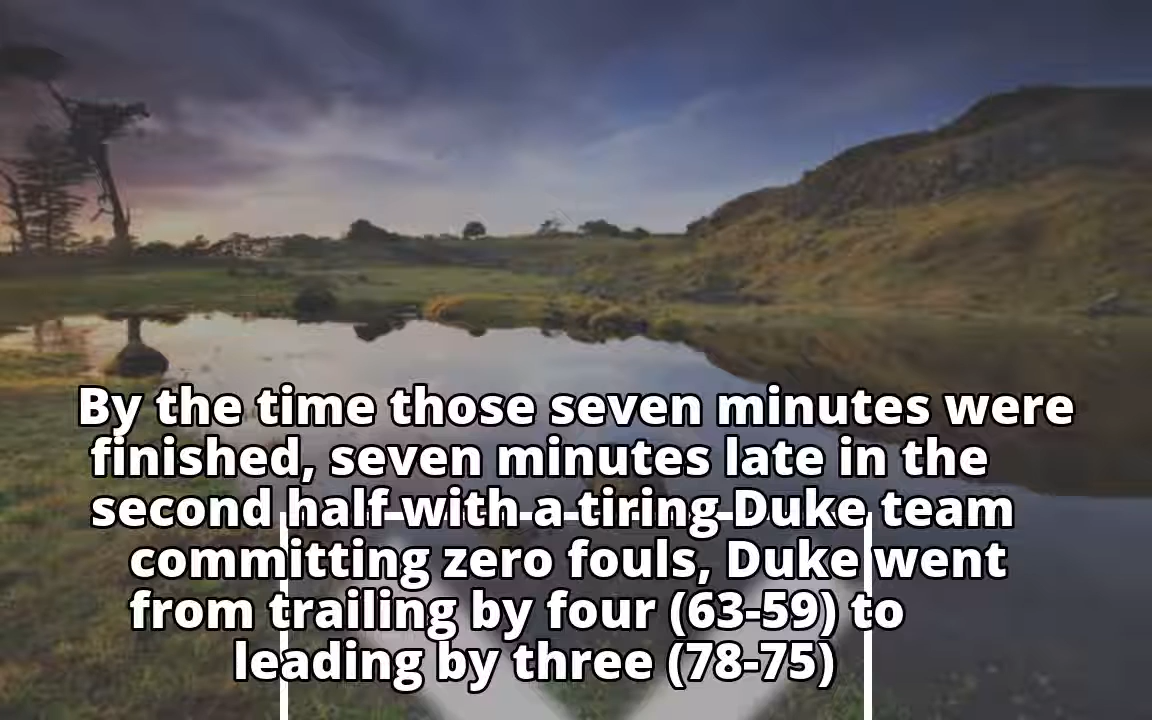 By the time those seven minutes were
finished, seven minutes late in the
second half with a tiring Duke team
committing zero fouls, Duke went
from trailing by four (63-59) to
leading by three (78-75)